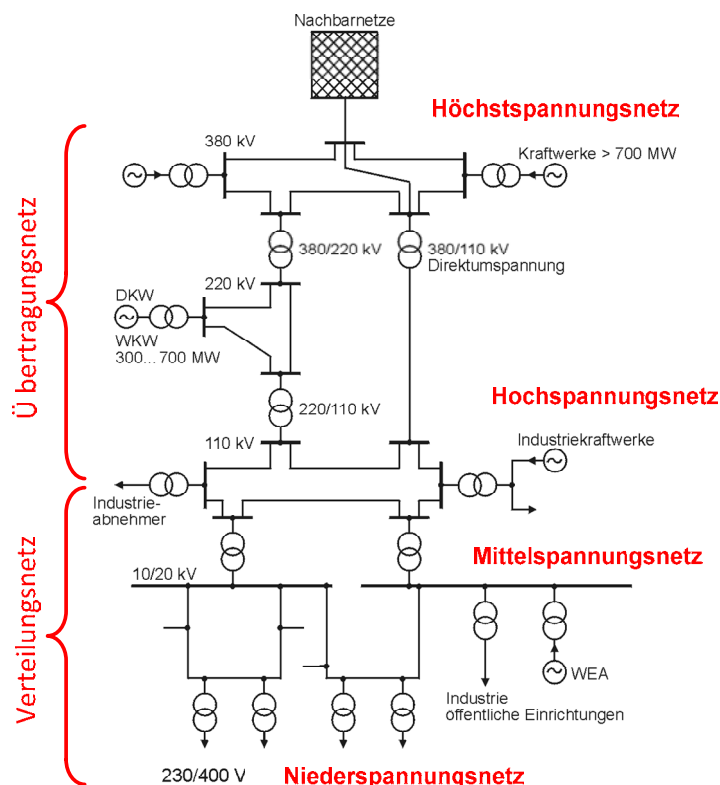 Nachbarnetze
Höchstspannungsnetz
380 kV
Kraftwerke > 700 MW
380/220 kV
380/110 kV
Direktumspannung
220 kV
DKW
WKW
300... 700 MW
Ü bertragungsnetz
220/110 kV
Hochspannungsnetz
110 kV
Industriekraftwerke
Industrie-
abnehmer
Mittelspannungsnetz
10/20 kV
Verteilungsnetz
WEA
Industrie
öffentliche Einrichtungen
230/400 V
Niederspannungsnetz